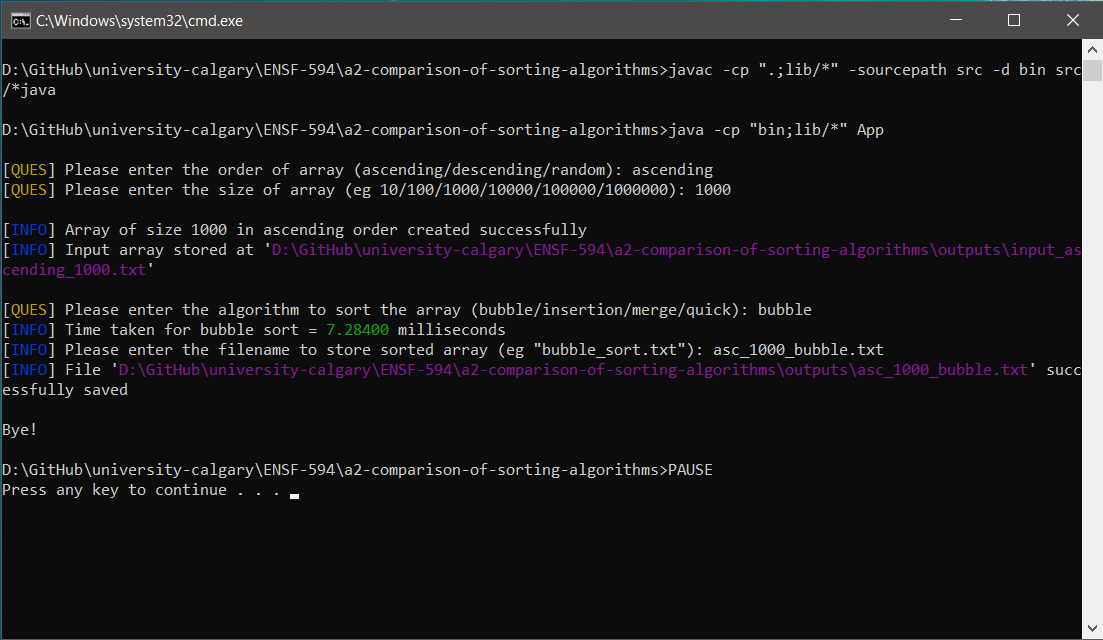 C:\Windows\system32\cmd.exe
D:\GitHub\university-calgary\ENSF-594\a2-comparison-of-sorting-algorithms>javac -cp ".;lib/*" -sourcepath src -d bin src
/*java
D:\GitHub\university-calgary\ENSF-594\a2-comparison-of-sorting-algorithms>java -cp "bin;lib/*" App
[QUES] Please enter the order of array (ascending/descending/random): ascending
[QUES] Please enter the size of array (eg 10/100/1000/10000/100000/1000000): 1000
[INFO] Array of size 1000 in ascending order created successfully
[INFO] Input array stored at 'D:\GitHub\university-calgary\ENSF-594\a2-comparison-of-sorting-algorithms\outputs\input_as
cending_1000.txt'
[QUES] Please enter the algorithm to sort the array (bubble/insertion/merge/quick): bubble
[INFO] Time taken for bubble sort = 7.28400 milliseconds
[INFO] Please enter the filename to store sorted array (eg "bubble_sort.txt"): asc_1000_bubble.txt
[INFO] File 'D:\GitHub\university-calgary\ENSF-594\a2-comparison-of-sorting-algorithms\outputs\asc_1000_bubble.txt' succ
essfully saved
Bye!
D:\GitHub\university-calgary\ENSF-594\a2-comparison-of-sorting-algorithms>PAUSE
Press any key to continue . . .